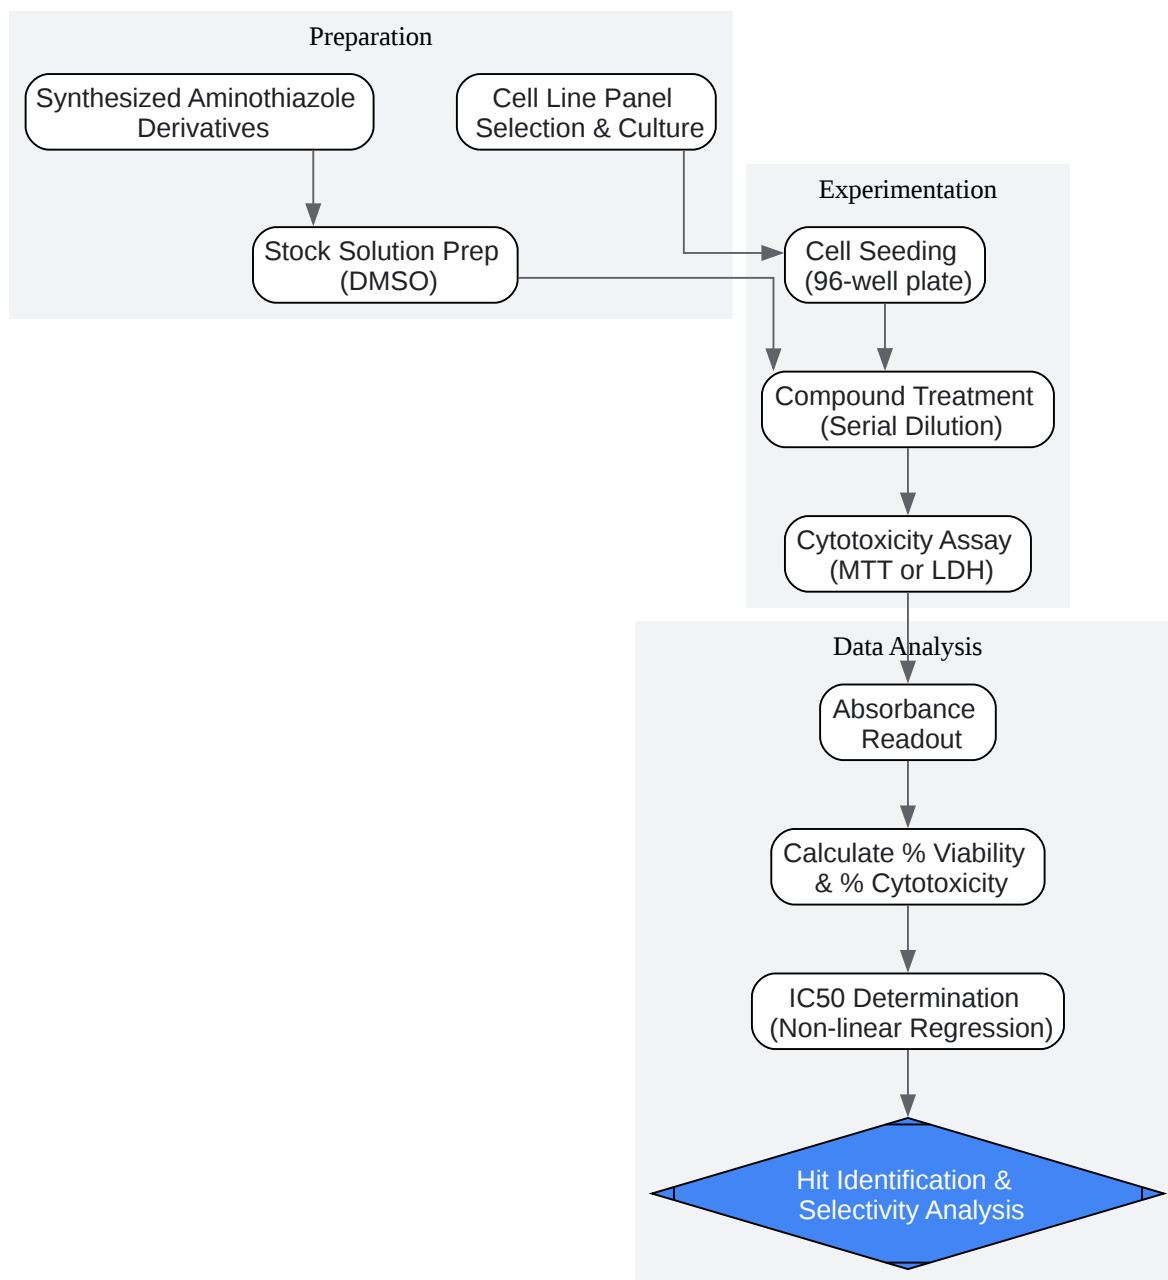 Preparation
Synthesized Aminothiazole
Derivatives
Cell Line Panel
Selection & Culture
Stock Solution Prep
(DMSO)
Experimentation
Cell Seeding
(96-well plate)
Compound Treatment
(Serial Dilution)
Cytotoxicity Assay
(MTT or LDH)
Data Analysis
Absorbance
Readout
Calculate % Viability
& % Cytotoxicity
IC50 Determination
(Non-linear Regression)
Hit Identification &
Selectivity Analysis